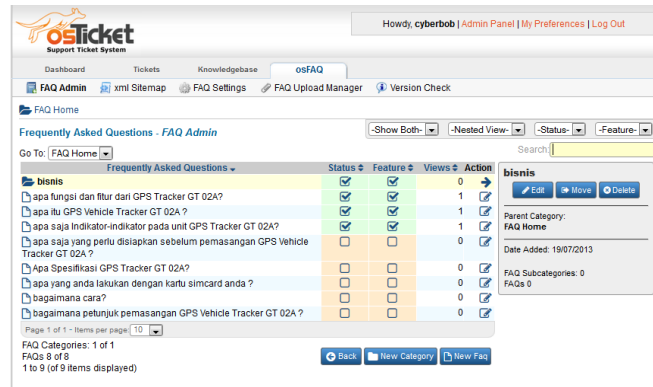 osTicket
Support Ticket System
Howdy, cyberbob | Admin Panel | My Preferences | Log Out
Dashboard Tickets Knowledgebase osFAQ
FAQ Admin xml Sitemap FAQ Settings FAQ Upload Manager Version Check
FAQ Home
Frequently Asked Questions - FAQ Admin
-Show Both- -Nested View- -Status- -Feature-
Go To: FAQ Home
Search:
Frequently Asked Questions Status Feature Views Action
bisnis 0
apa fungsi dan fitur dari GPS Tracker GT 02A? 1
apa itu GPS Vehicle Tracker GT 02A ? 1
apa saja Indikator-indikator pada unit GPS Tracker GT 02A? 1
apa saja yang perlu disiapkan sebelum pemasangan GPS Vehicle 0
Tracker GT 02A ?
Apa Spesifikasi GPS Tracker GT 02A? 0
apa yang anda lakukan dengan kartu simcard anda ? 0
bagaimana cara? 0
bagaimana petunjuk pemasangan GPS Vehicle Tracker GT 02A ? 0
Page 1 of 1 - Items per page: 10
FAQ Categories: 1 of 1
FAQs 8 of 8
1 to 9 (of 9 items displayed)
Back New Category New Faq
bisnis
Edit Move Delete
Parent Category:
FAQ Home
Date Added: 19/07/2013
FAQ Subcategories: 0
FAQs 0